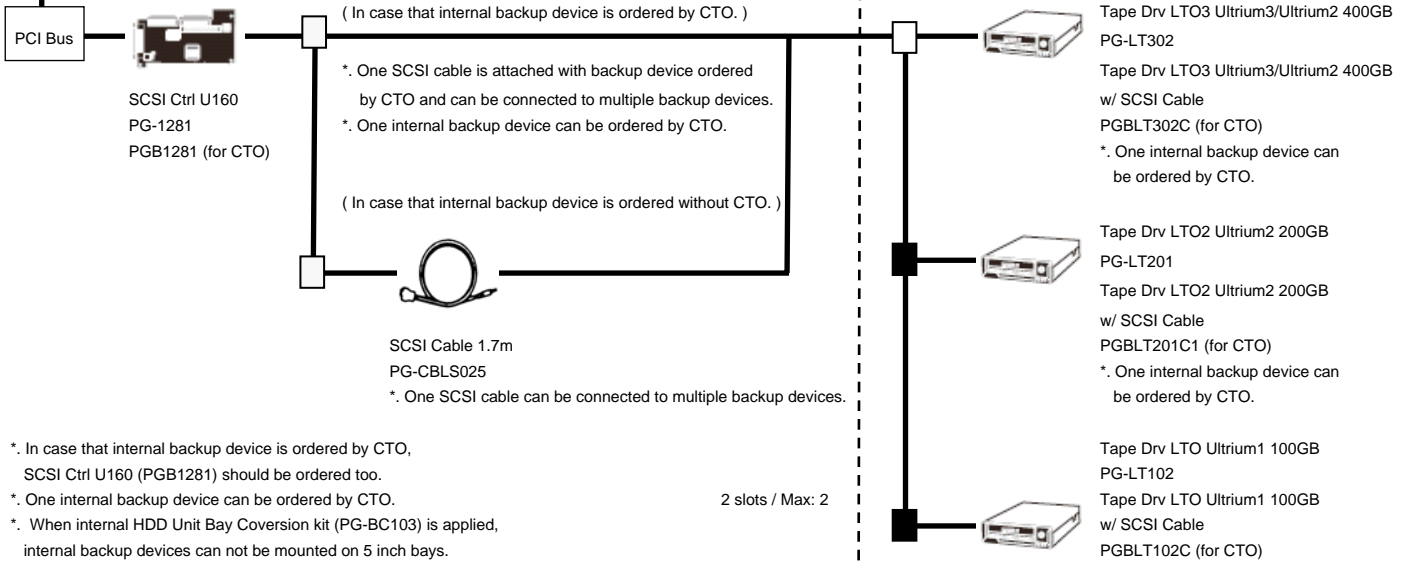 PCI Bus
SCSI Ctrl U160
PG-1281
PGB1281 (for CTO)
( In case that internal backup device is ordered by CTO. )
*. One SCSI cable is attached with backup device ordered
by CTO and can be connected to multiple backup devices.
*. One internal backup device can be ordered by CTO.
( In case that internal backup device is ordered without CTO. )
SCSI Cable 1.7m
PG-CBLS025
*. One SCSI cable can be connected to multiple backup devices.
*. In case that internal backup device is ordered by CTO,
SCSI Ctrl U160 (PGB1281) should be ordered too.
*. One internal backup device can be ordered by CTO.
*. When internal HDD Unit Bay Coversion kit (PG-BC103) is applied,
internal backup devices can not be mounted on 5 inch bays.
2 slots / Max: 2
Tape Drv LTO3 Ultrium3/Ultrium2 400GB
PG-LT302
Tape Drv LTO3 Ultrium3/Ultrium2 400GB
w/ SCSI Cable
PGBLT302C (for CTO)
*. One internal backup device can
be ordered by CTO.
Tape Drv LTO2 Ultrium2 200GB
PG-LT201
Tape Drv LTO2 Ultrium2 200GB
w/ SCSI Cable
PGBLT201C1 (for CTO)
*. One internal backup device can
be ordered by CTO.
Tape Drv LTO Ultrium1 100GB
PG-LT102
Tape Drv LTO Ultrium1 100GB
w/ SCSI Cable
PGBLT102C (for CTO)